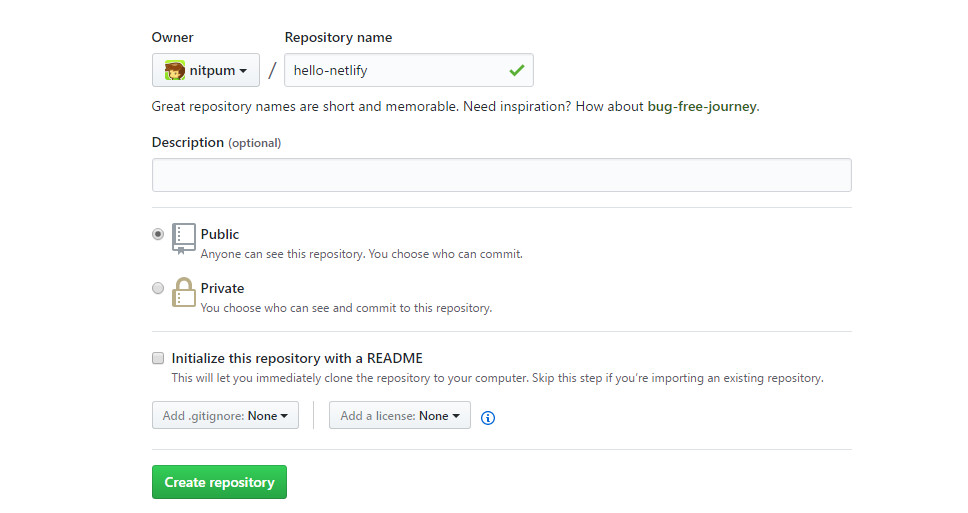 Owner Repository name
nitpum / hello-netlify
Great repository names are short and memorable. Need inspiration? How about bug-free-journey.
Description (optional)
Public
Anyone can see this repository. You choose who can commit.
Private
You choose who can see and commit to this repository.
Initialize this repository with a README
This will let you immediately clone the repository to your computer. Skip this step if you’re importing an existing repository.
Add .gitignore: None Add a license: None
Create repository